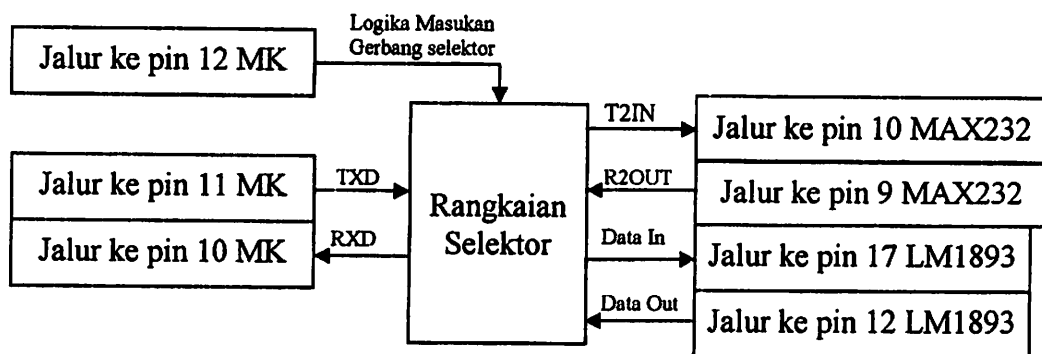 Logika Masukan
Gerbang selektor
Jalur ke pin 12 MK
T2IN
Jalur ke pin 10 MAX232
Jalur ke pin 11 MK
TXD
R2OUT
Jalur ke pin 9 MAX232
Rangkaian
Selektor
Jalur ke pin 10 MK
RXD
Data In
Jalur ke pin 17 LM1893
Data Out
Jalur ke pin 12 LM1893